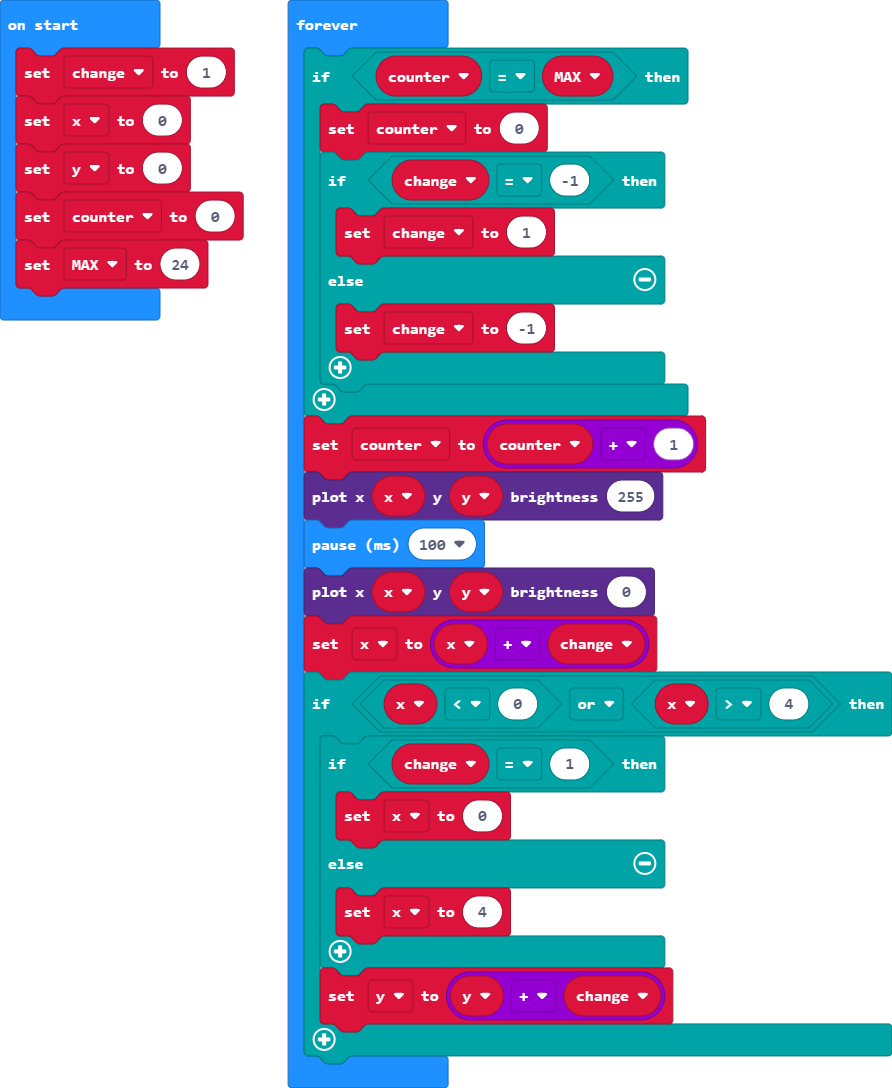 on start
set change to 1
set x to 0
set y to 0
set counter to 0
set MAX to 24
forever
if counter = MAX then
set counter to 0
if change = -1 then
set change to 1
else
set change to -1
set counter to counter + 1
plot x x y y brightness 255
pause (ms) 100
plot x x y y brightness 0
set x to x + change
if x < 0 or x > 4 then
if change = 1 then
set x to 0
else
set x to 4
set y to y + change